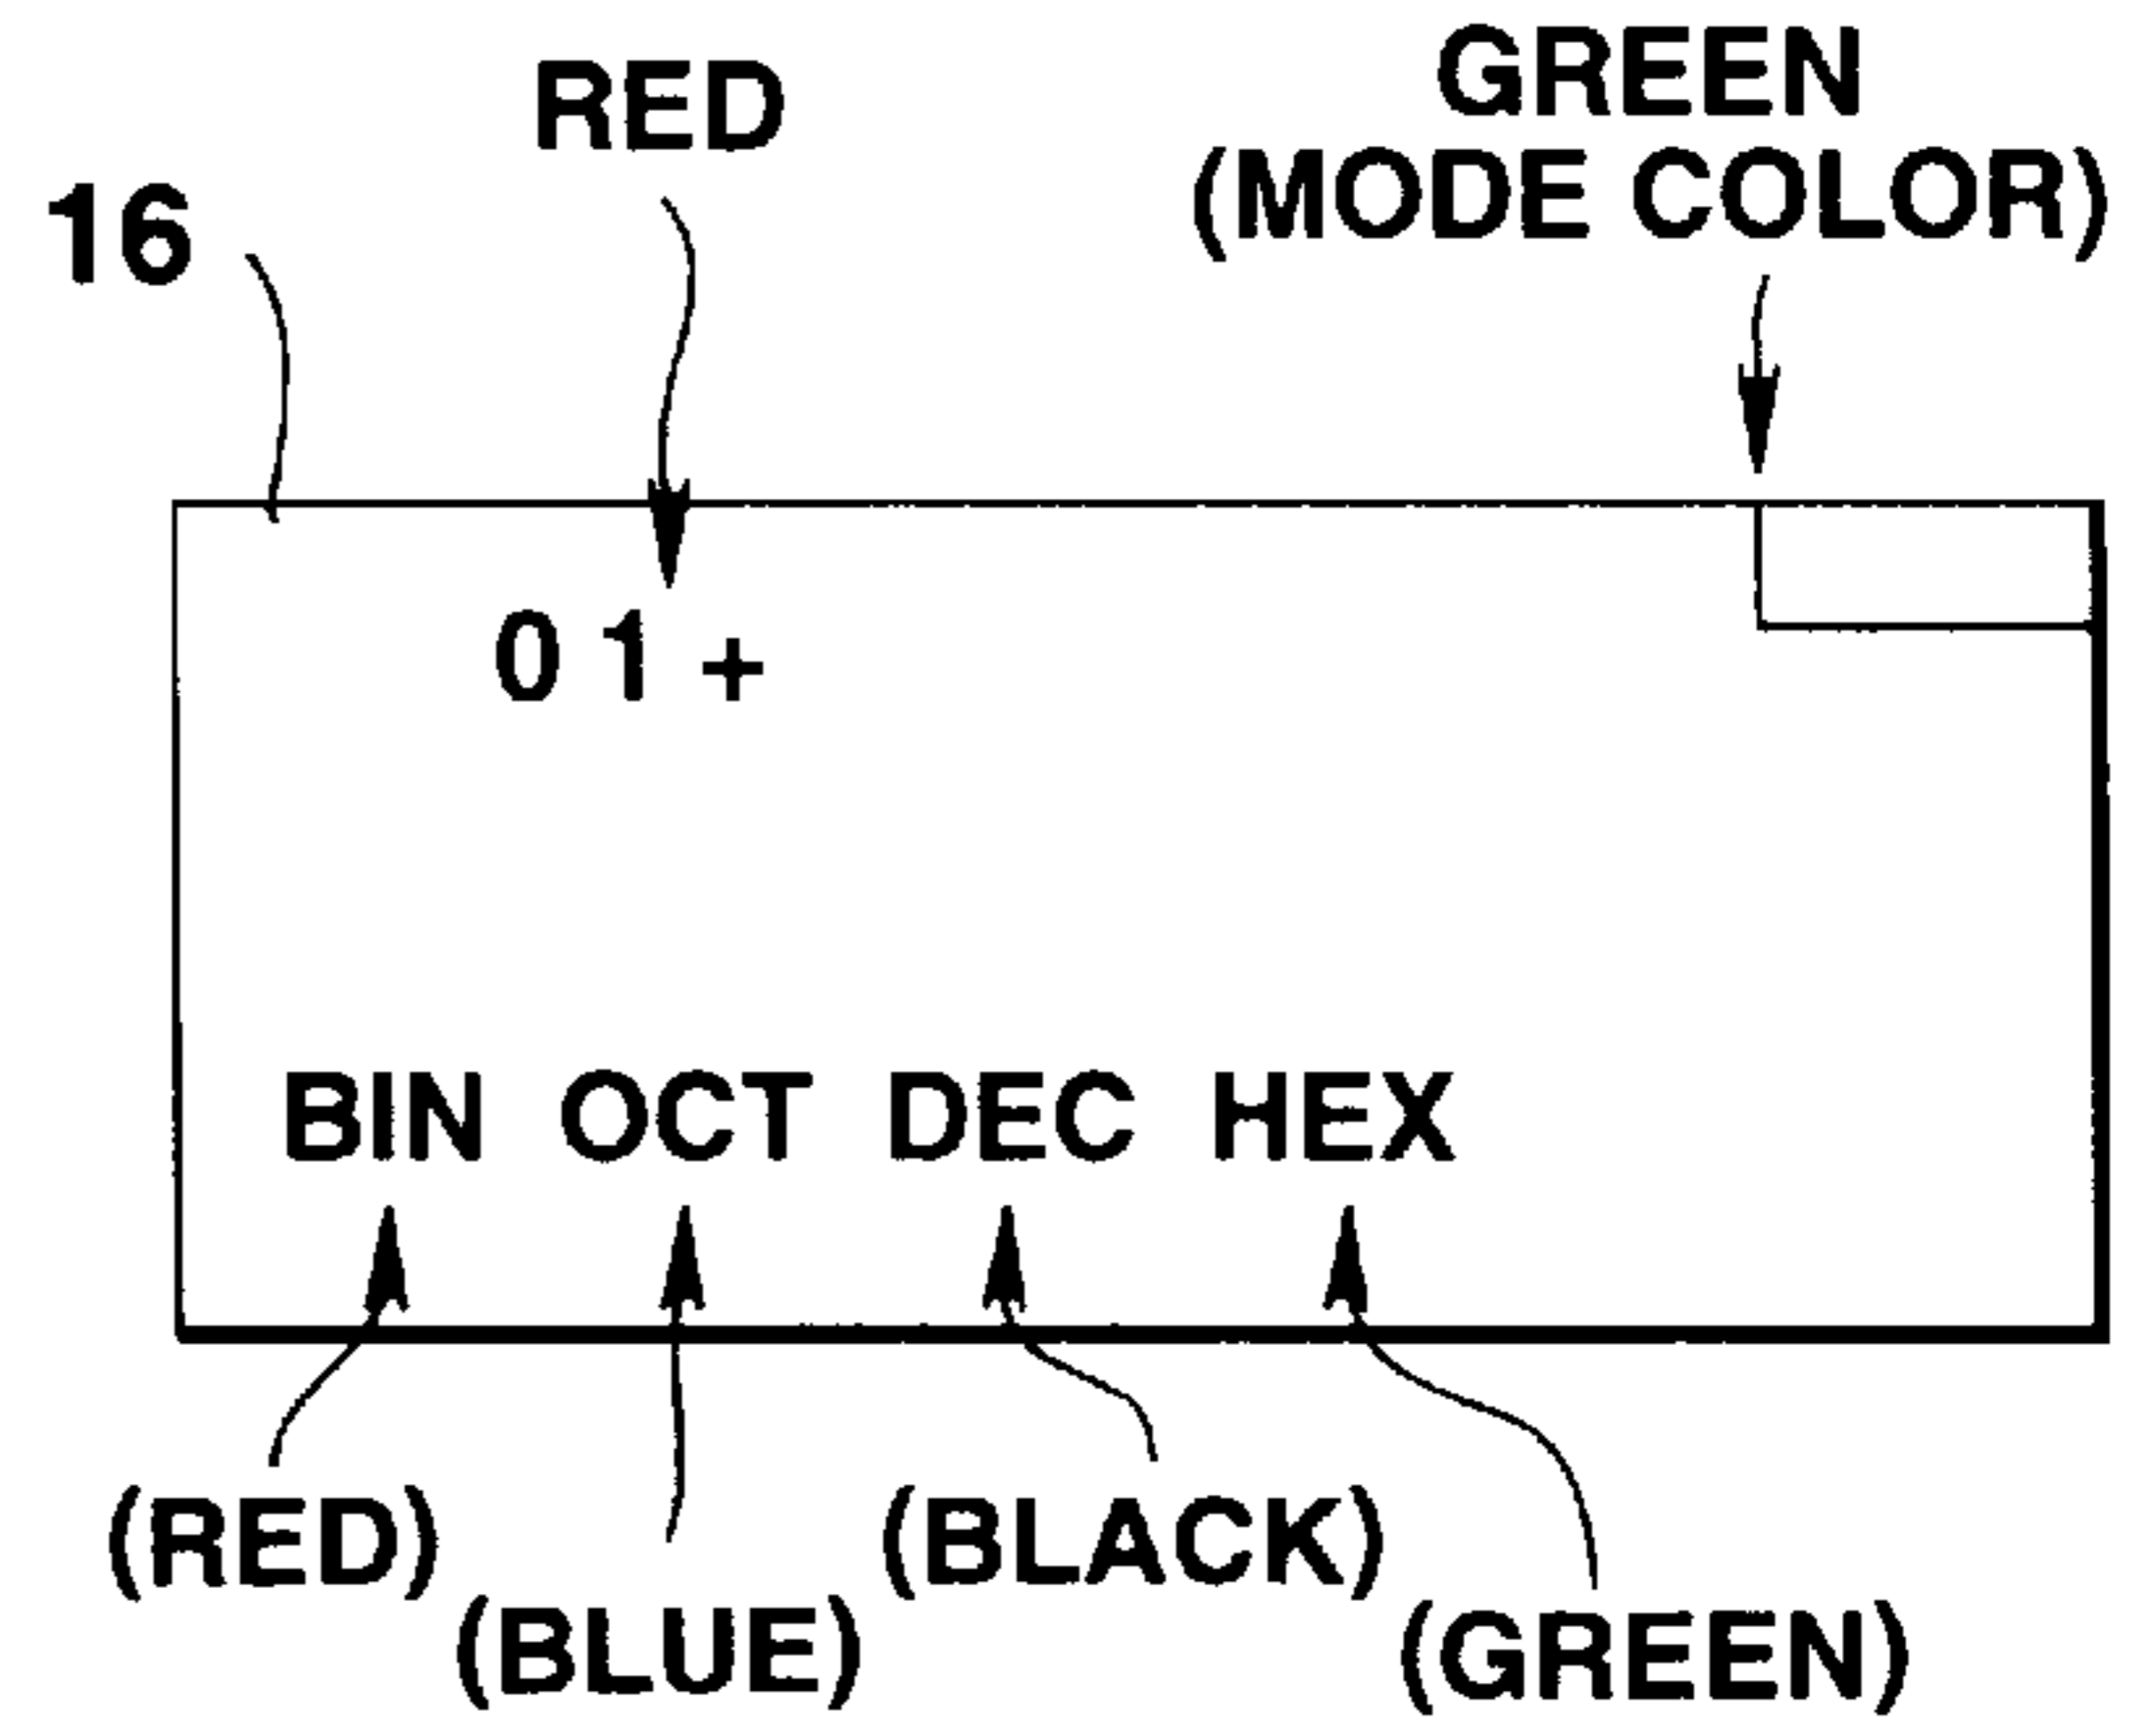 RED
GREEN
(MODE COLOR)
16
0 1 +
BIN OCT DEC HEX
(RED)
(BLUE)
(BLACK)
(GREEN)